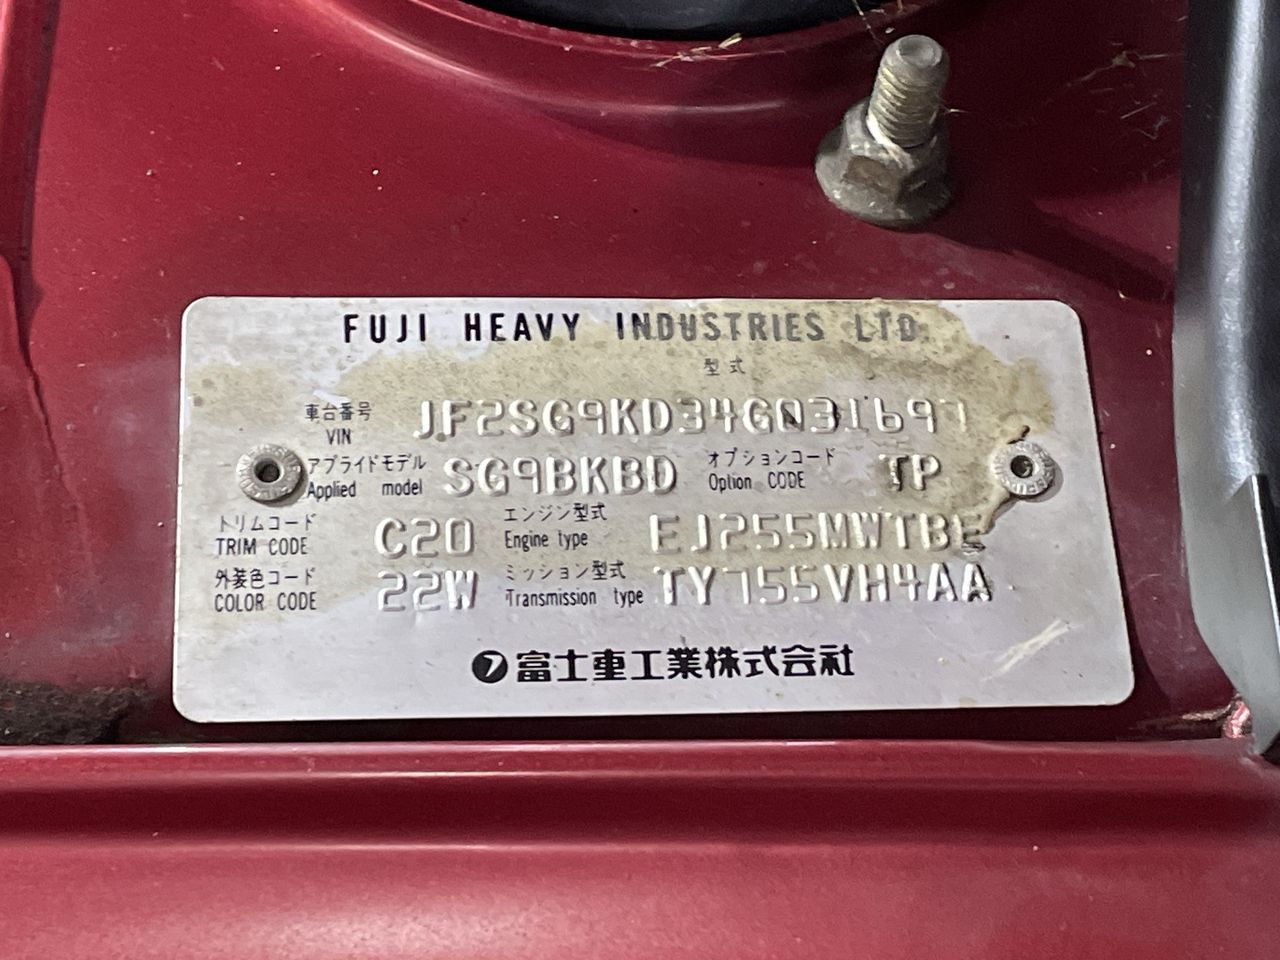 FUJI HEAVY INDUSTRIES LTD.
型式
車台番号 VIN JF2SG9KD34G031697
アプライドモデル Applied model SG9BKBD オプションコード Option CODE TP
トリムコード TRIM CODE C20 エンジン型式 Engine type EJ255MWTBE
外装色コード COLOR CODE 22W ミッション型式 Transmission type TY755VH4AA
富士重工業株式会社